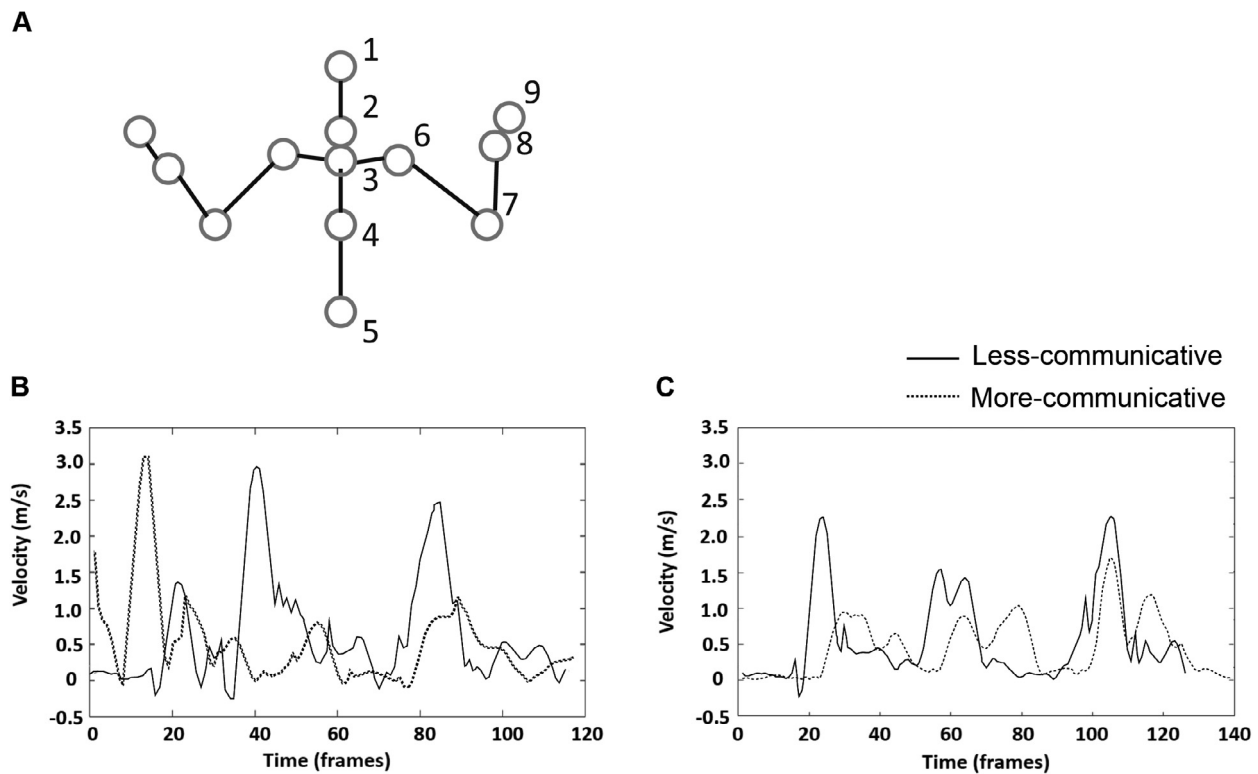 A
1
2
9
6
8
3
7
4
5
Less-communicative
More-communicative
B
C
3.5
3.0
2.5
2.0
1.5
1.0
0.5
0
-0.5
Velocity (m/s)
0 20 40 60 80 100 120
Time (frames)
3.5
3.0
2.5
2.0
1.5
1.0
0.5
0
-0.5
Velocity (m/s)
0 20 40 60 80 100 120 140
Time (frames)